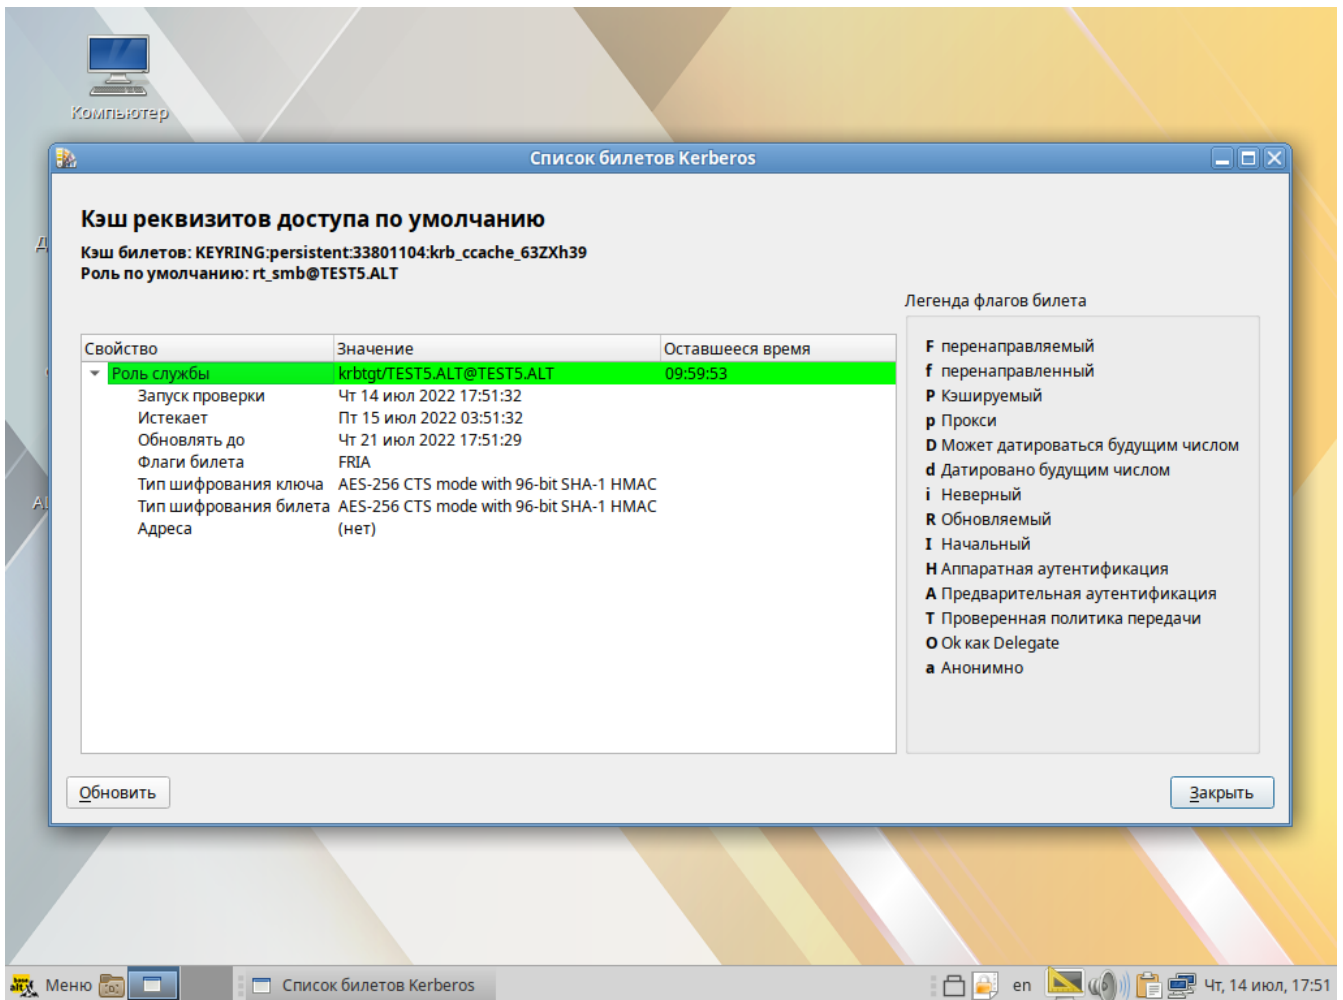 Компьютер
Список билетов Kerberos
Кэш реквизитов доступа по умолчанию
Кэш билетов: KEYRING:persistent:33801104:krb_ccache_63ZXh39
Роль по умолчанию: rt_smb@TEST5.ALT
Свойство Значение Оставшееся время
Роль службы krbtgt/TEST5.ALT@TEST5.ALT 09:59:53
Запуск проверки Чт 14 июл 2022 17:51:32
Истекает Пт 15 июл 2022 03:51:32
Обновлять до Чт 21 июл 2022 17:51:29
Флаги билета FRIA
Тип шифрования ключа AES-256 CTS mode with 96-bit SHA-1 HMAC
Тип шифрования билета AES-256 CTS mode with 96-bit SHA-1 HMAC
Адреса (нет)
Легенда флагов билета
F перенаправляемый
f перенаправленный
P Кэшируемый
p Прокси
D Может датироваться будущим числом
d Датировано будущим числом
i Неверный
R Обновляемый
I Начальный
H Аппаратная аутентификация
A Предварительная аутентификация
T Проверенная политика передачи
O Ok как Delegate
a Анонимно
Обновить
Закрыть
Меню
Список билетов Kerberos
en
Чт, 14 июл, 17:51